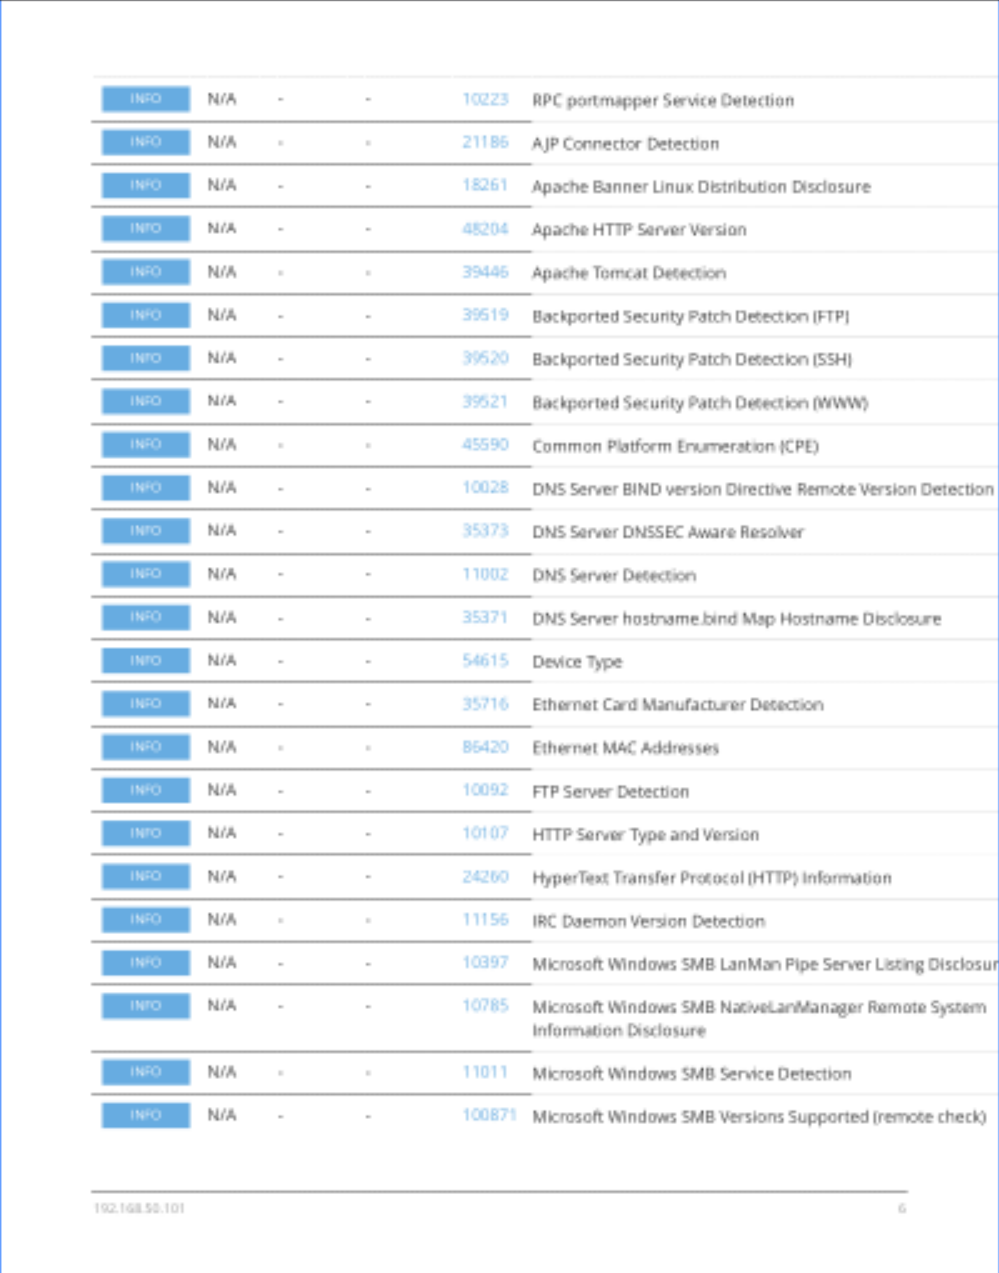 INFO N/A - - 10223 RPC portmapper Service Detection
INFO N/A - - 21186 AJP Connector Detection
INFO N/A - - 18261 Apache Banner Linux Distribution Disclosure
INFO N/A - - 48204 Apache HTTP Server Version
INFO N/A - - 39446 Apache Tomcat Detection
INFO N/A - - 39519 Backported Security Patch Detection (FTP)
INFO N/A - - 39520 Backported Security Patch Detection (SSH)
INFO N/A - - 39521 Backported Security Patch Detection (WWW)
INFO N/A - - 45590 Common Platform Enumeration (CPE)
INFO N/A - - 10028 DNS Server BIND version Directive Remote Version Detection
INFO N/A - - 35373 DNS Server DNSSEC Aware Resolver
INFO N/A - - 11002 DNS Server Detection
INFO N/A - - 35371 DNS Server hostname.bind Map Hostname Disclosure
INFO N/A - - 54615 Device Type
INFO N/A - - 35716 Ethernet Card Manufacturer Detection
INFO N/A - - 86420 Ethernet MAC Addresses
INFO N/A - - 10092 FTP Server Detection
INFO N/A - - 10107 HTTP Server Type and Version
INFO N/A - - 24260 HyperText Transfer Protocol (HTTP) Information
INFO N/A - - 11156 IRC Daemon Version Detection
INFO N/A - - 10397 Microsoft Windows SMB LanMan Pipe Server Listing Disclosur
INFO N/A - - 10785 Microsoft Windows SMB NativeLanManager Remote System
Information Disclosure
INFO N/A - - 11011 Microsoft Windows SMB Service Detection
INFO N/A - - 100871 Microsoft Windows SMB Versions Supported (remote check)
192.168.50.101 6